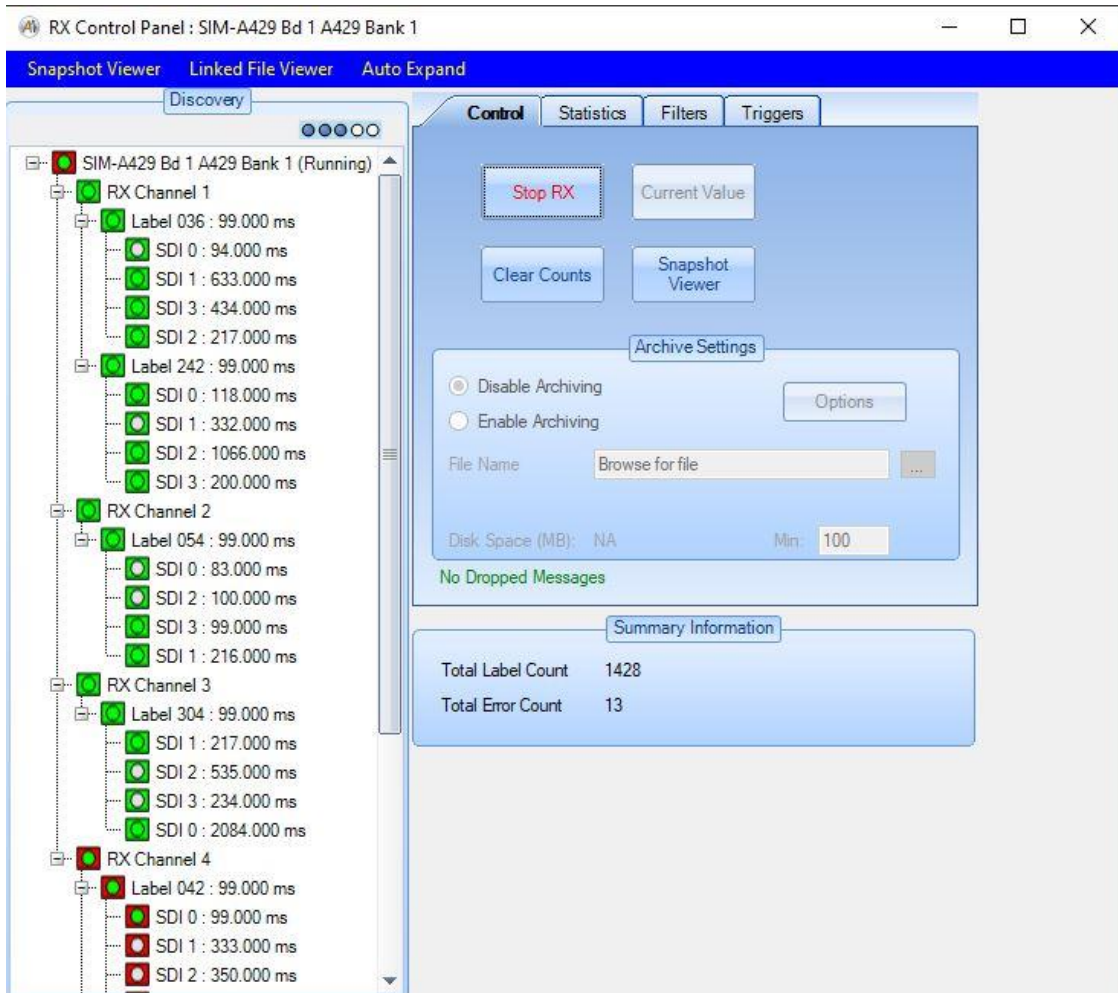 RX Control Panel : SIM-A429 Bd 1 A429 Bank 1
Snapshot Viewer Linked File Viewer Auto Expand
Discovery
SIM-A429 Bd 1 A429 Bank 1 (Running)
RX Channel 1
Label 036 : 99.000 ms
SDI 0 : 94.000 ms
SDI 1 : 633.000 ms
SDI 3 : 434.000 ms
SDI 2 : 217.000 ms
Label 242 : 99.000 ms
SDI 0 : 118.000 ms
SDI 1 : 332.000 ms
SDI 2 : 1066.000 ms
SDI 3 : 200.000 ms
RX Channel 2
Label 054 : 99.000 ms
SDI 0 : 83.000 ms
SDI 2 : 100.000 ms
SDI 3 : 99.000 ms
SDI 1 : 216.000 ms
RX Channel 3
Label 304 : 99.000 ms
SDI 1 : 217.000 ms
SDI 2 : 535.000 ms
SDI 3 : 234.000 ms
SDI 0 : 2084.000 ms
RX Channel 4
Label 042 : 99.000 ms
SDI 0 : 99.000 ms
SDI 1 : 333.000 ms
SDI 2 : 350.000 ms
Control Statistics Filters Triggers
Stop RX Current Value
Clear Counts Snapshot
Viewer
Archive Settings
Disable Archiving
Options
Enable Archiving
File Name Browse for file ...
Disk Space (MB): NA Min: 100
No Dropped Messages
Summary Information
Total Label Count 1428
Total Error Count 13